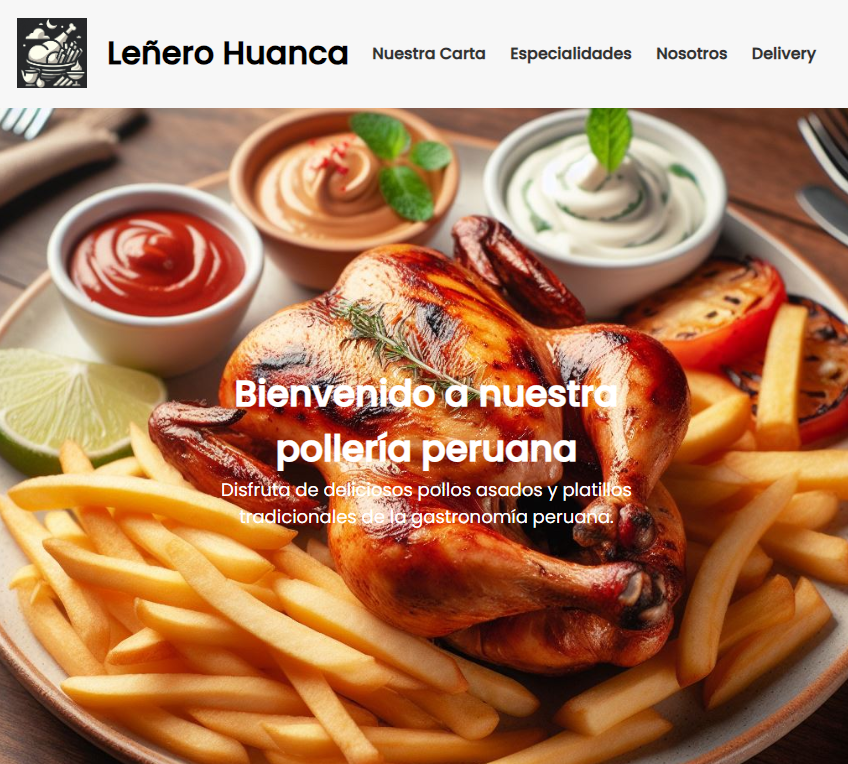 Leñero Huanca
Nuestra Carta
Especialidades
Nosotros
Delivery
Bienvenido a nuestra
pollería peruana
Disfruta de deliciosos pollos asados y platillos
tradicionales de la gastronomía peruana.